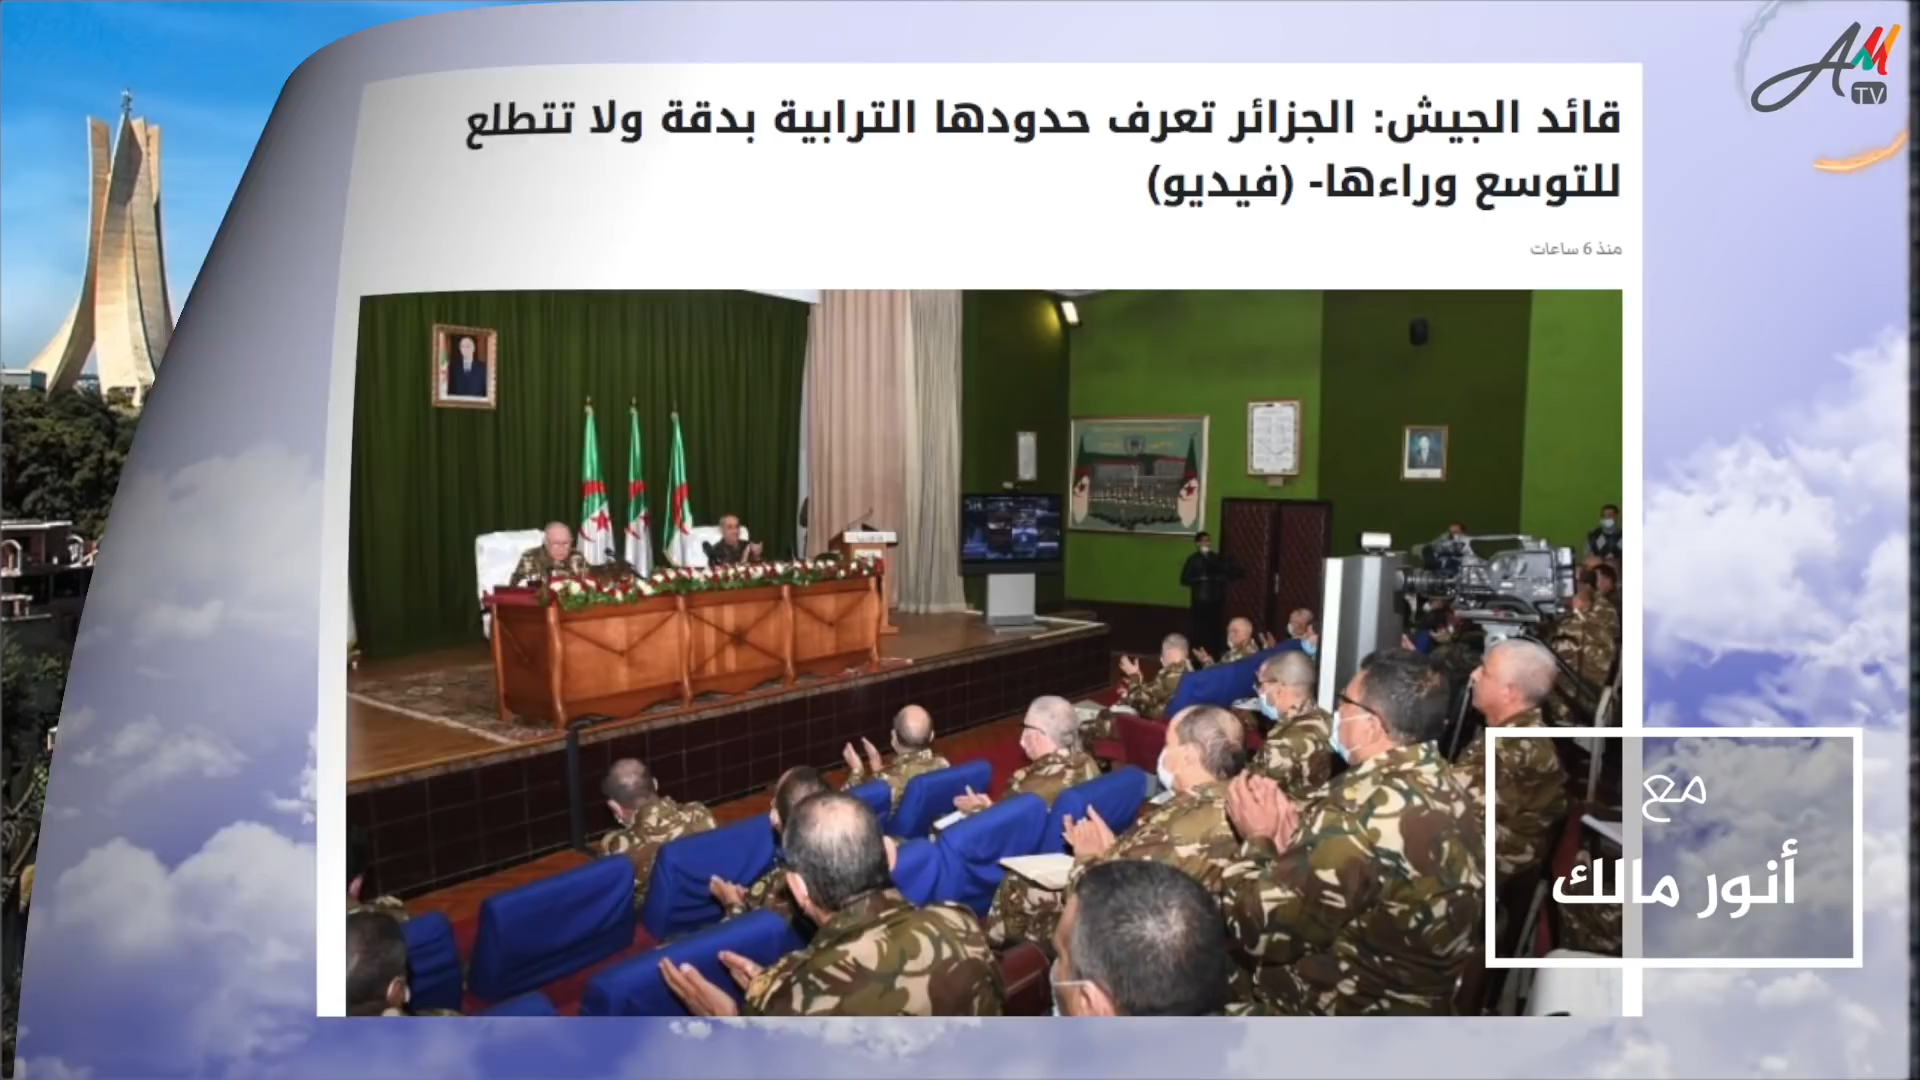 AM
TV
قائد الجيش: الجزائر تعرف حدودها الترابية بدقة ولا تتطلع
للتوسع وراءها- (فيديو)
منذ 6 ساعات
مع
أنور مالك